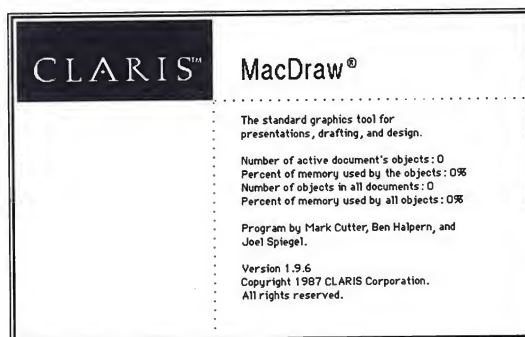 CLARIS™
MacDraw®
The standard graphics tool for
presentations, drafting, and design.
Number of active document's objects: 0
Percent of memory used by the objects: 0%
Number of objects in all documents: 0
Percent of memory used by all objects: 0%
Program by Mark Cutter, Ben Halpern, and
Joel Spiegel.
Version 1.9.6
Copyright 1987 CLARIS Corporation.
All rights reserved.